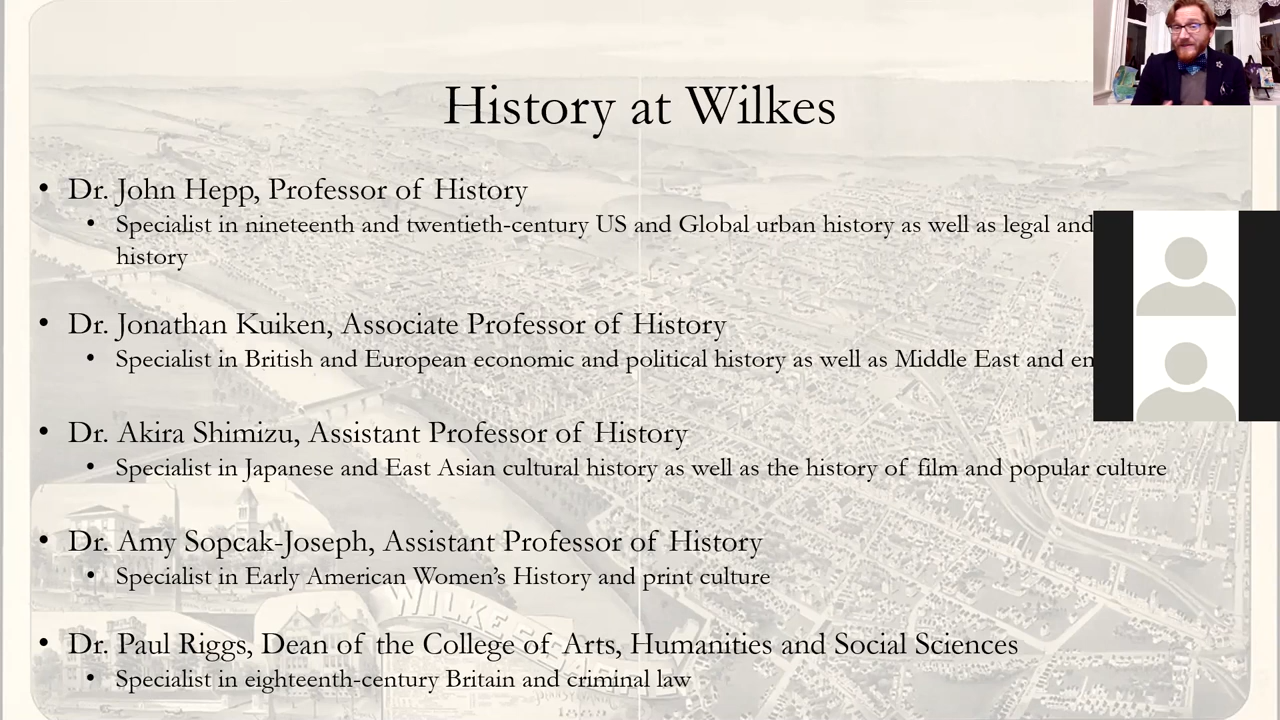 History at Wilkes
• Dr. John Hepp, Professor of History
• Specialist in nineteenth and twentieth-century US and Global urban history as well as legal and
history
• Dr. Jonathan Kuiken, Associate Professor of History
• Specialist in British and European economic and political history as well as Middle East and
• Dr. Akira Shimizu, Assistant Professor of History
• Specialist in Japanese and East Asian cultural history as well as the history of film and popular culture
• Dr. Amy Sopcak-Joseph, Assistant Professor of History
• Specialist in Early American Women's History and print culture
• Dr. Paul Riggs, Dean of the College of Arts, Humanities and Social Sciences
• Specialist in eighteenth-century Britain and criminal law